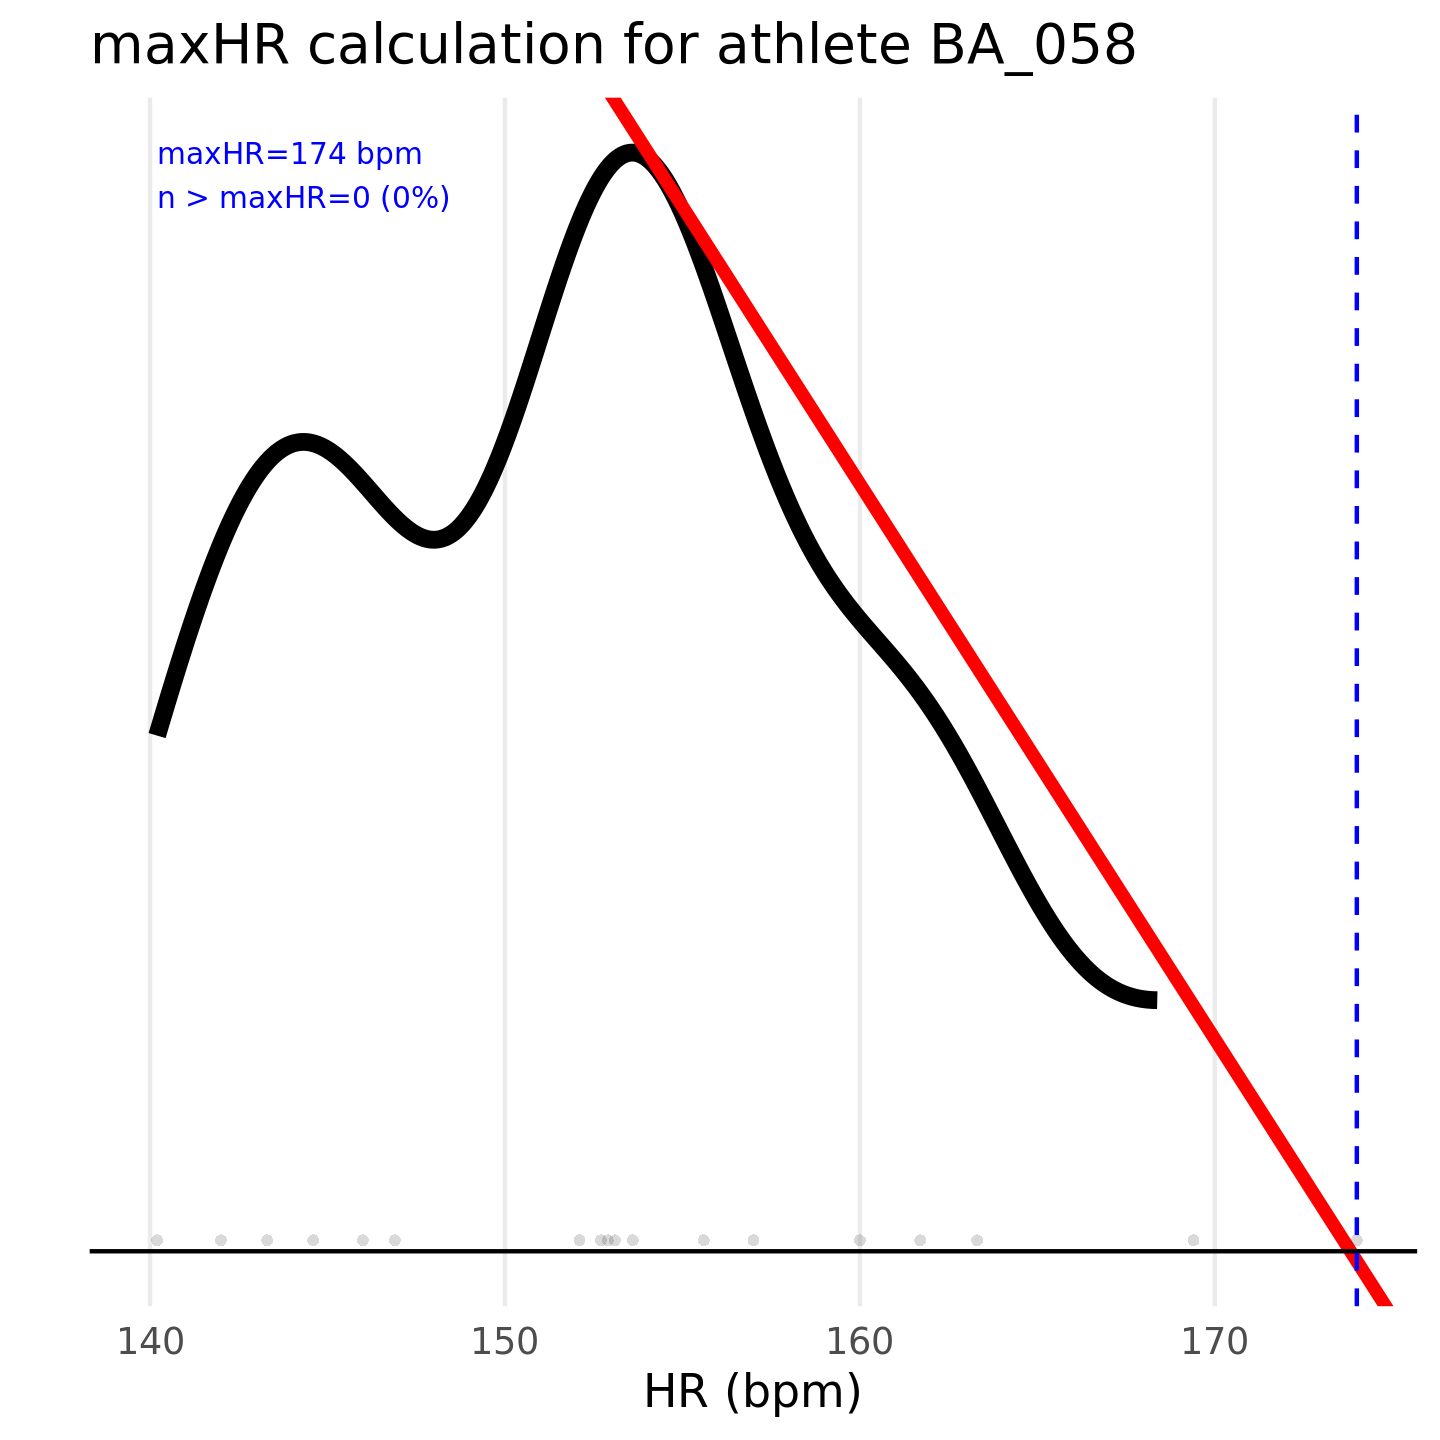 maxHR calculation for athlete BA_058
maxHR=174 bpm
n > maxHR=0 (0%)
140 150 160 170
HR (bpm)